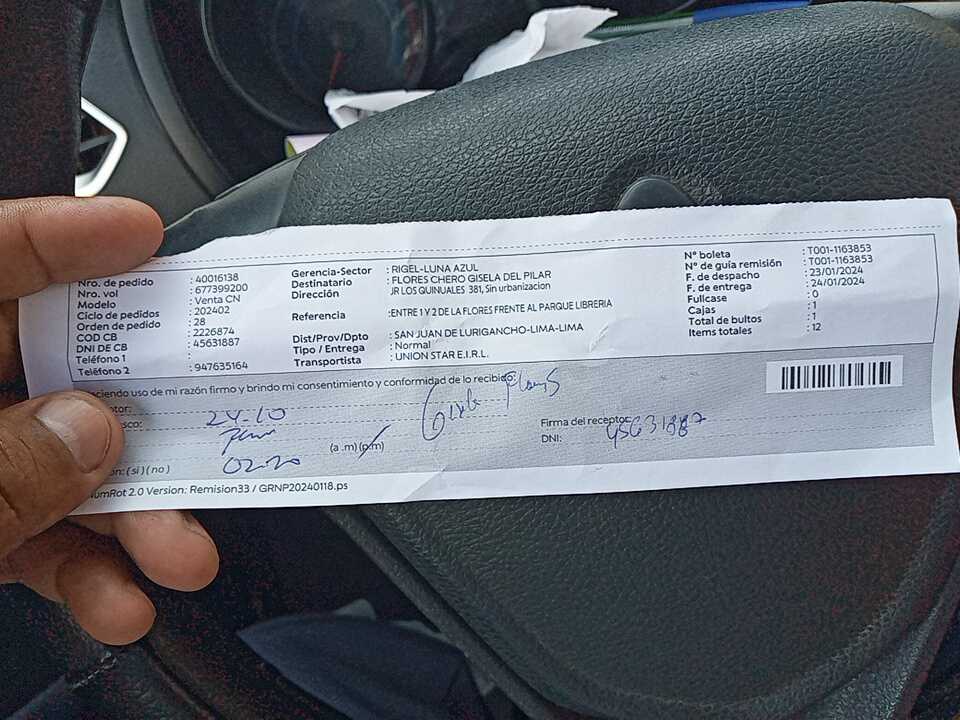 Nro. de pedido : 40016138
Nro. vol : 677399200
Modelo : Venta CN
Ciclo de pedidos : 202402
Orden de pedido : 28
COD CB : 2226874
DNI DE CB : 45631887
Teléfono 1 :
Teléfono 2 : 947635164
Gerencia-Sector : RIGEL-LUNA AZUL
Destinatario : FLORES CHERO GISELA DEL PILAR
Dirección JR LOS QUINUALES 381, Sin urbanizacion
Referencia :ENTRE 1 Y 2 DE LA FLORES FRENTE AL PARQUE LIBRERIA
Dist/Prov/Dpto : SAN JUAN DE LURIGANCHO-LIMA-LIMA
Tipo / Entrega : Normal
Transportista : UNION STAR E.I.R.L.
N° boleta : T001-1163853
N° de guía remisión : T001-1163853
F. de despacho : 23/01/2024
F. de entrega : 24/01/2024
Fullcase : 0
Cajas : 1
Total de bultos : 1
Items totales : 12
ciendo uso de mi razón firmo y brindo mi consentimiento y conformidad de lo recibido:
24-10
02:20
(a .m) (p.m)
Gisela Flores
Firma del receptor:
DNI: 45631887
ón: ( si ) ( no )
umRot 2.0 Version: Remision33 / GRNP20240118.ps